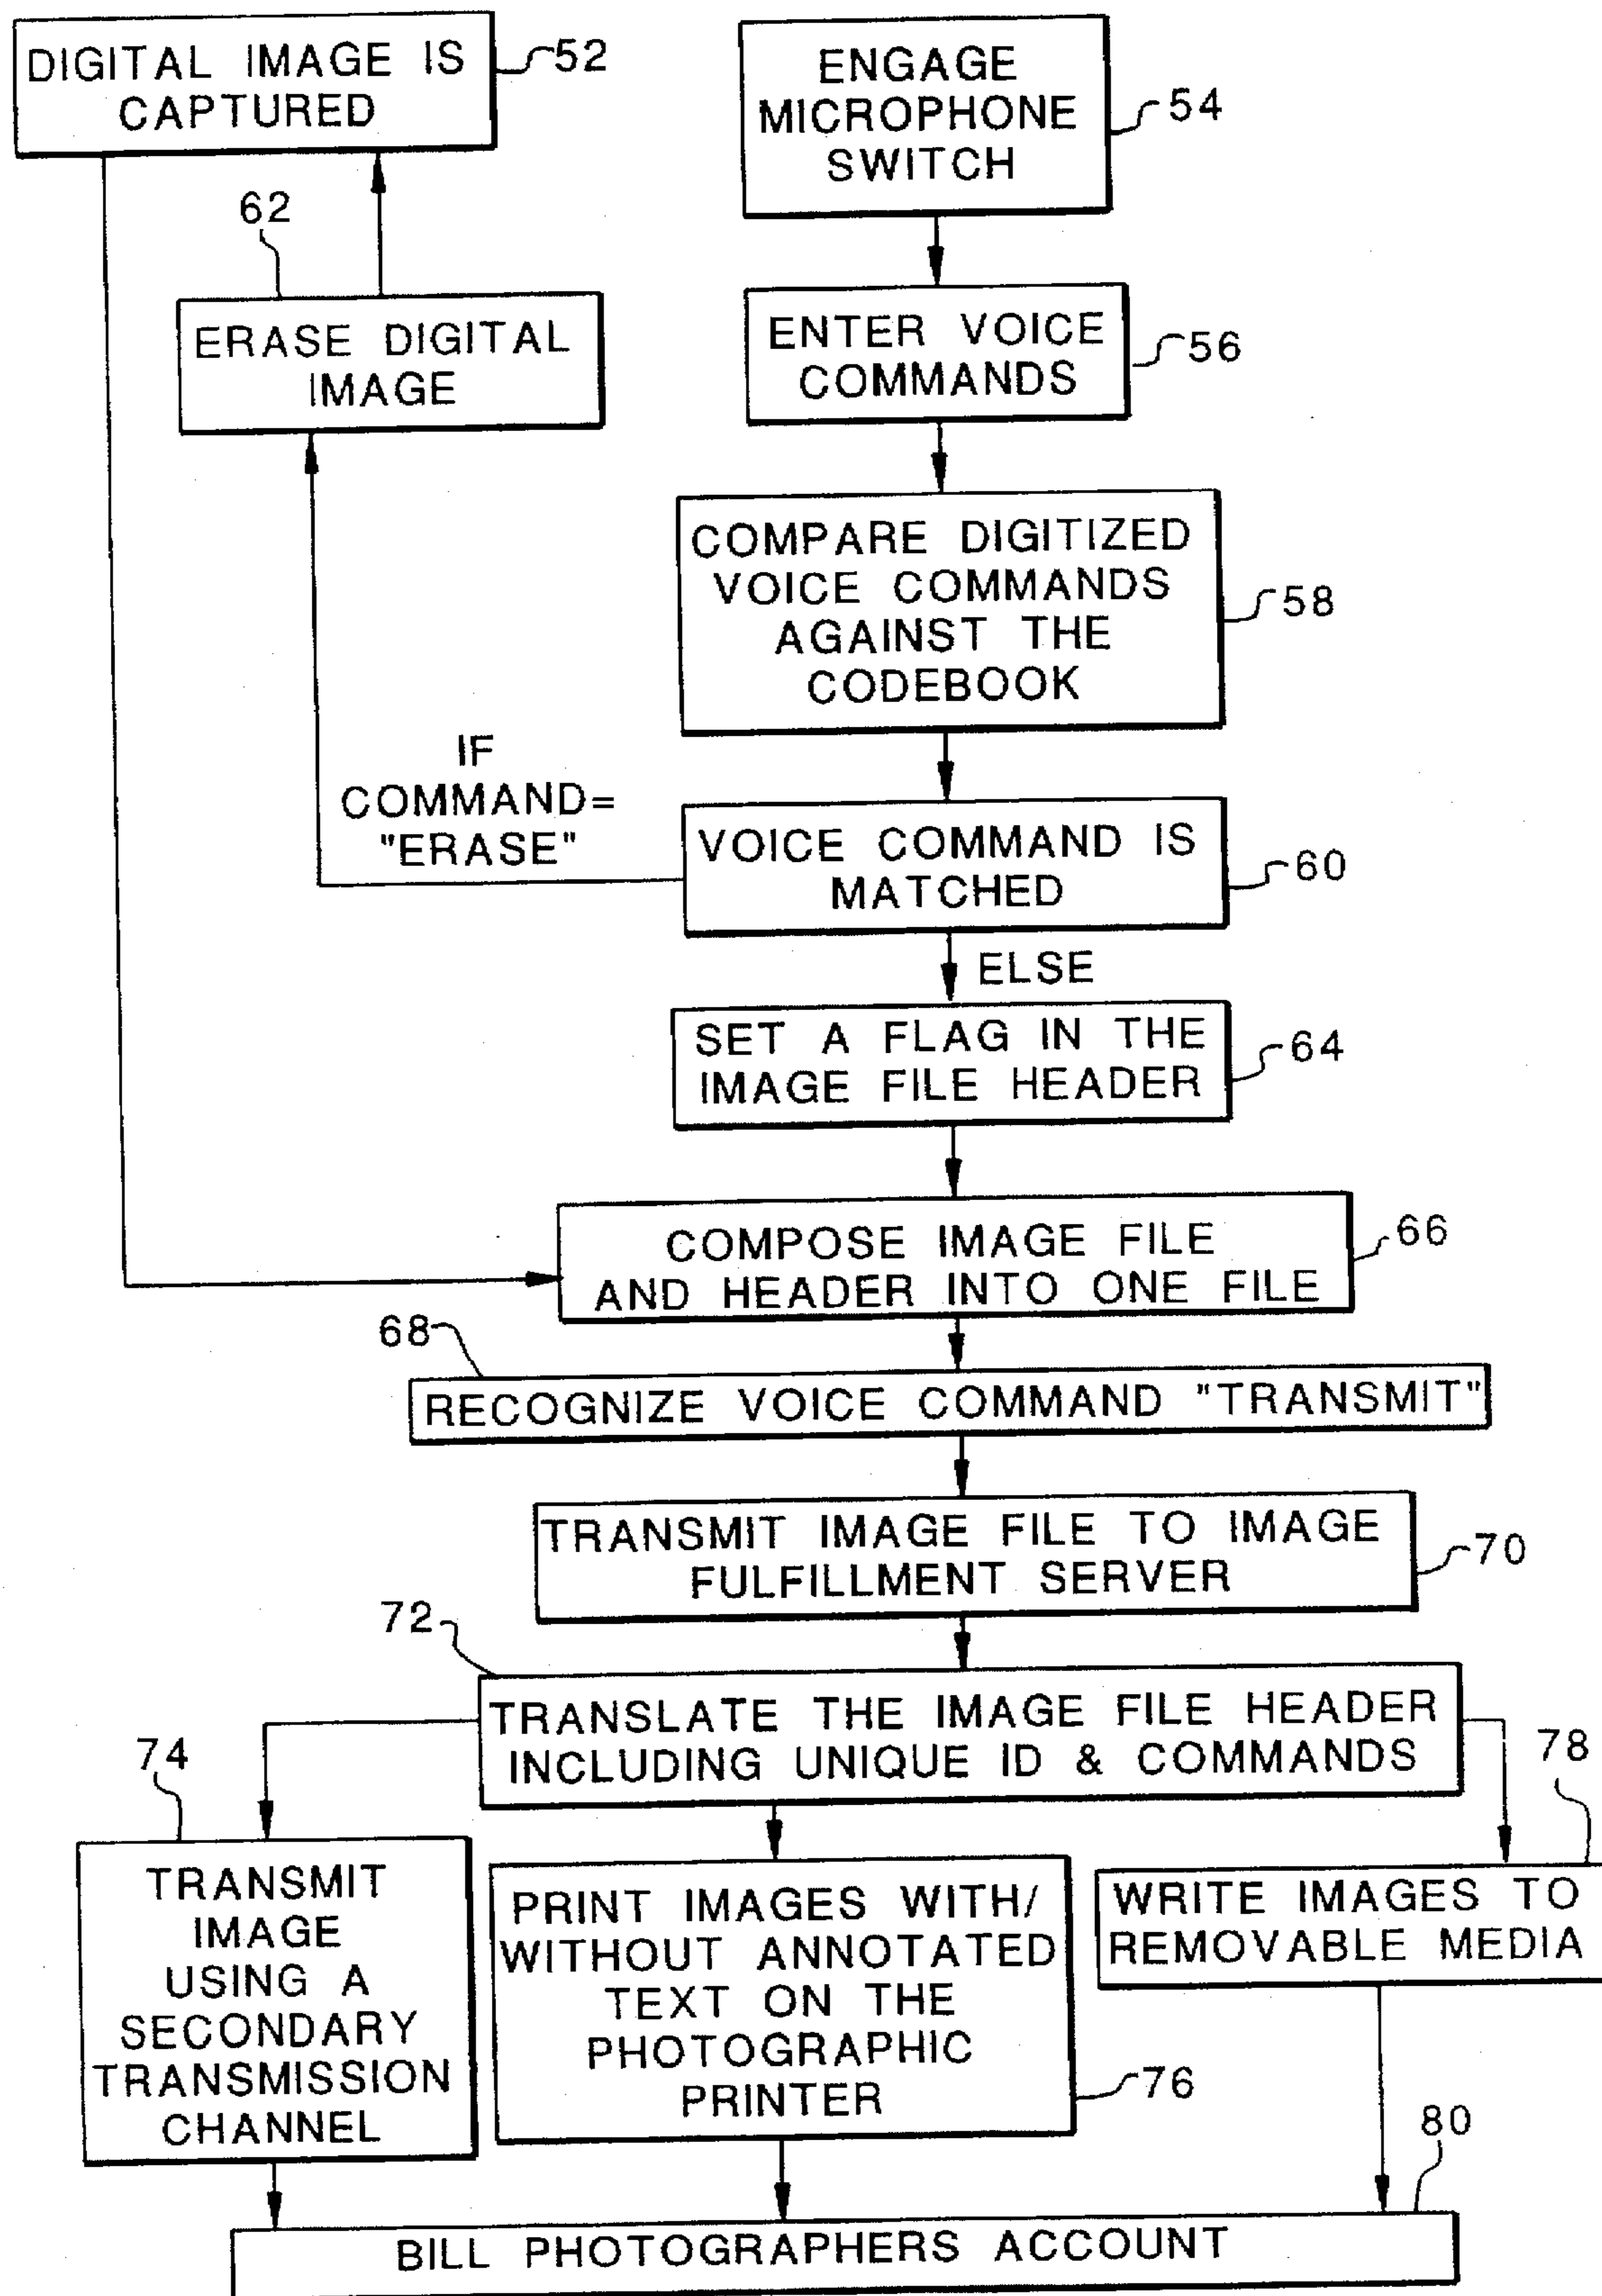 DIGITAL IMAGE IS
CAPTURED
52
ENGAGE
MICROPHONE
SWITCH
54
62
ERASE DIGITAL
IMAGE
ENTER VOICE
COMMANDS
56
COMPARE DIGITIZED
VOICE COMMANDS
AGAINST THE
CODEBOOK
58
IF
COMMAND=
"ERASE"
VOICE COMMAND IS
MATCHED
60
ELSE
SET A FLAG IN THE
IMAGE FILE HEADER
64
COMPOSE IMAGE FILE
AND HEADER INTO ONE FILE
66
68
RECOGNIZE VOICE COMMAND "TRANSMIT"
TRANSMIT IMAGE FILE TO IMAGE
FULFILLMENT SERVER
70
72
TRANSLATE THE IMAGE FILE HEADER
INCLUDING UNIQUE ID & COMMANDS
74
TRANSMIT
IMAGE
USING A
SECONDARY
TRANSMISSION
CHANNEL
PRINT IMAGES WITH/
WITHOUT ANNOTATED
TEXT ON THE
PHOTOGRAPHIC
PRINTER
76
78
WRITE IMAGES TO
REMOVABLE MEDIA
80
BILL PHOTOGRAPHERS ACCOUNT